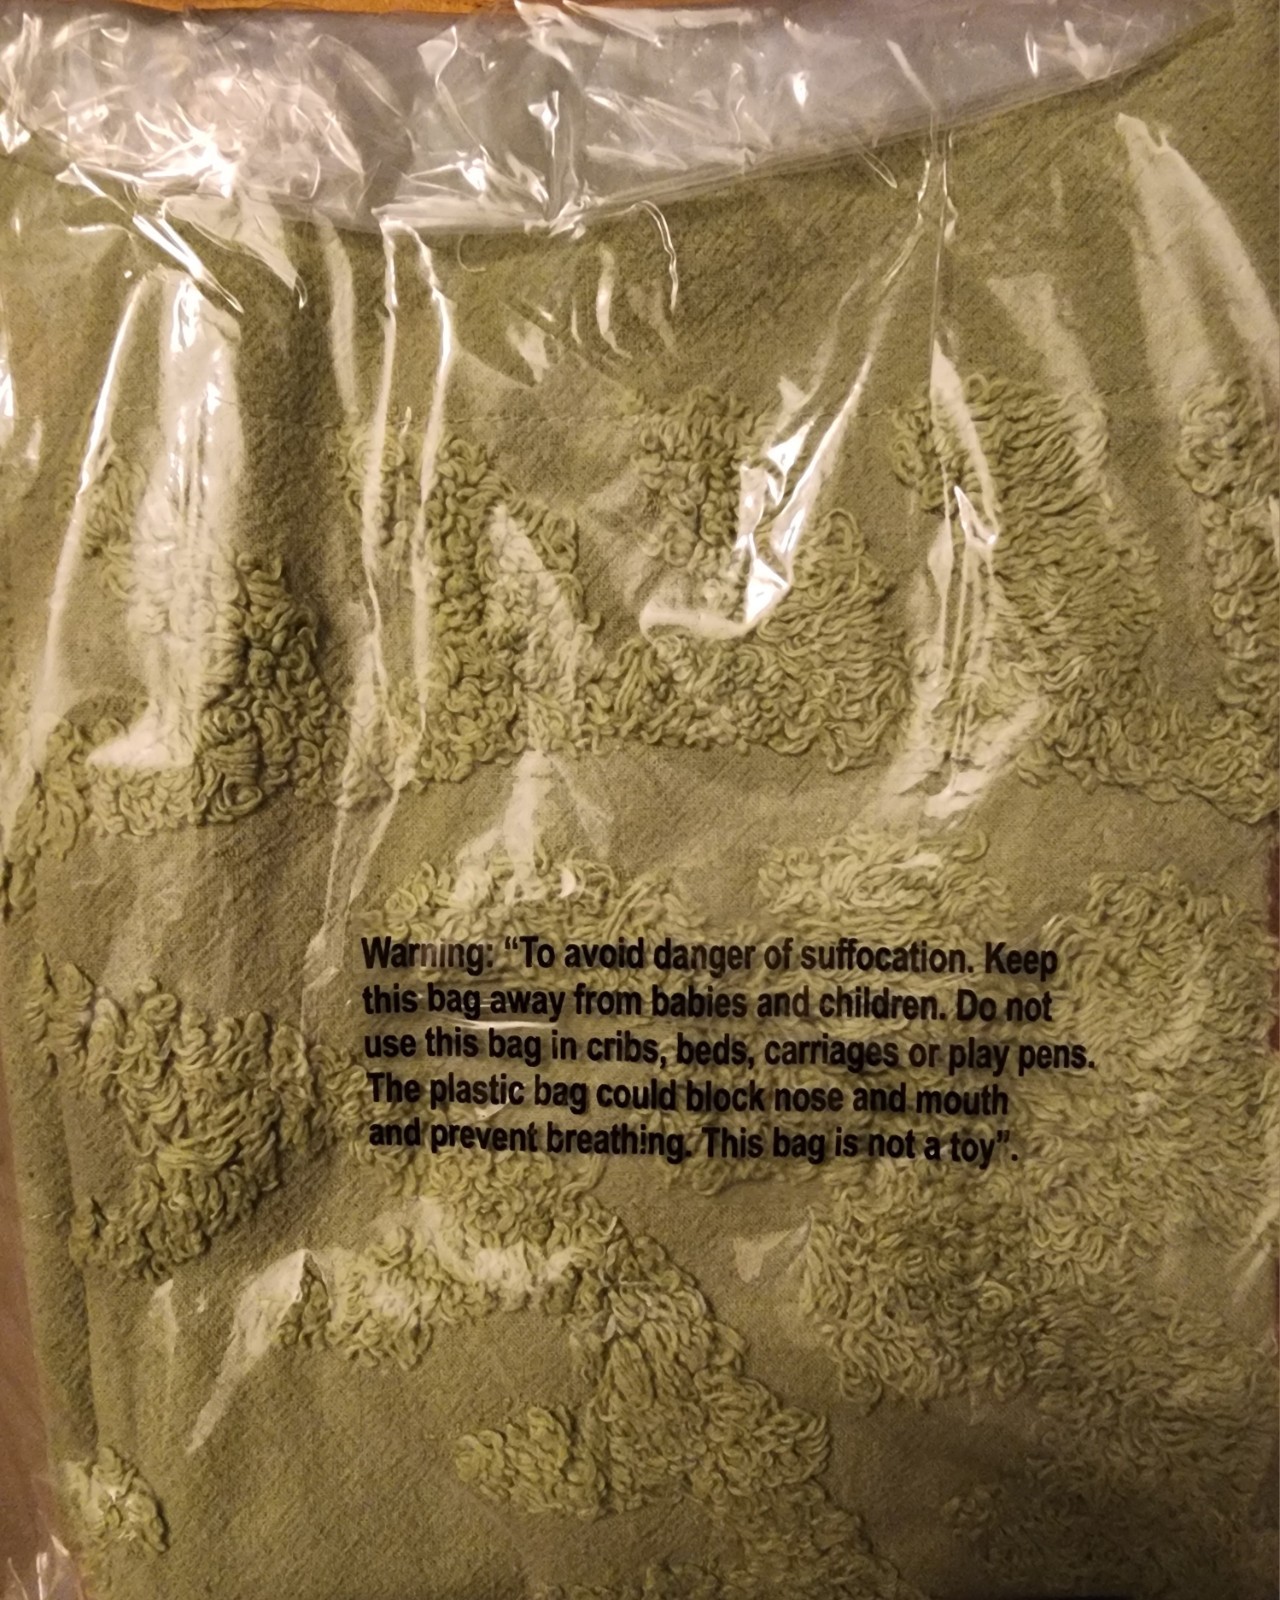 Warning: “To avoid danger of suffocation. Keep
this bag away from babies and children. Do not
use this bag in cribs, beds, carriages or play pens.
The plastic bag could block nose and mouth
and prevent breathing. This bag is not a toy”.